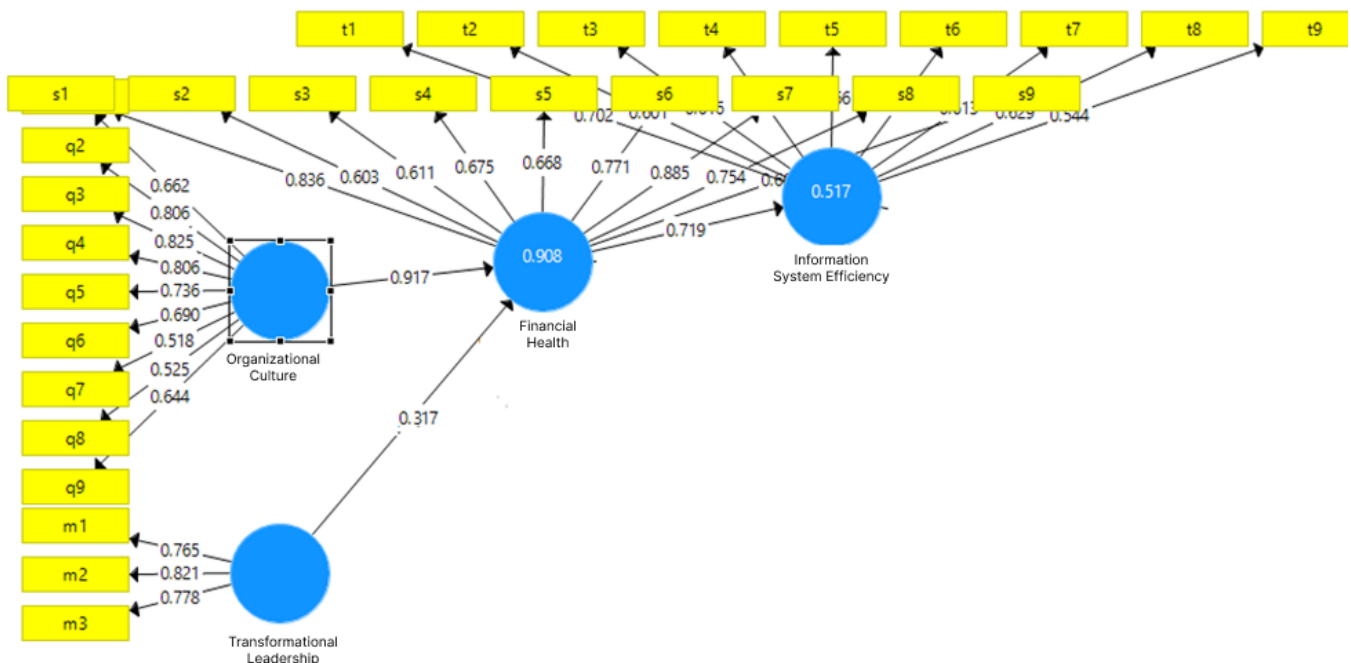 t1 t2 t3 t4 t5 t6 t7 t8 t9
s1 s2 s3 s4 s5 s6 s7 s8 s9
0.702 0.601 0.629 0.544
q2
q3
q4
q5
q6
q7
q8
q9
0.662
0.806
0.825
0.806
0.736
0.690
0.518
0.525
0.644
0.836 0.603 0.611 0.675 0.668 0.771 0.885 0.754
0.517
0.719
0.908
0.917
Information
System Efficiency
Financial
Health
Organizational
Culture
0.317
m1
m2
m3
0.765
0.821
0.778
Transformational
Leadership